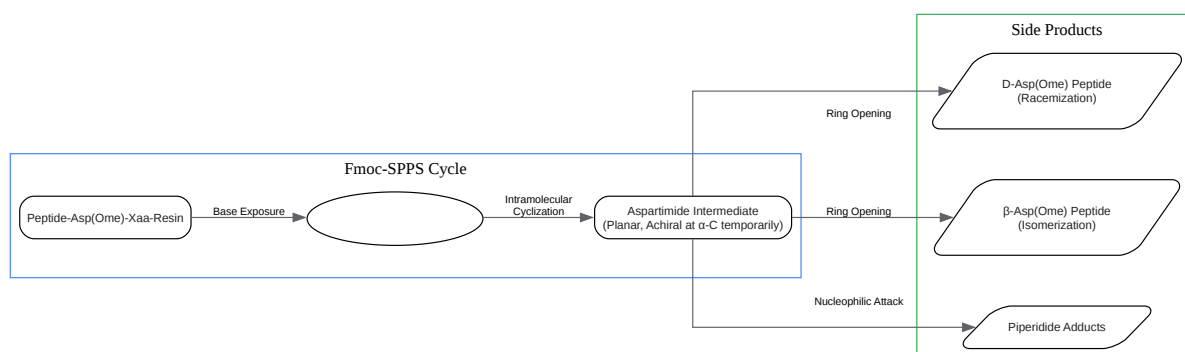 Side Products
D-Asp(Ome) Peptide
(Racemization)
Ring Opening
Fmoc-SPPS Cycle
Peptide-Asp(Ome)-Xaa-Resin
Base Exposure
Intramolecular
Cyclization
Aspartimide Intermediate
(Planar, Achiral at α-C temporarily)
Ring Opening
β-Asp(Ome) Peptide
(Isomerization)
Nucleophilic Attack
Piperidide Adducts